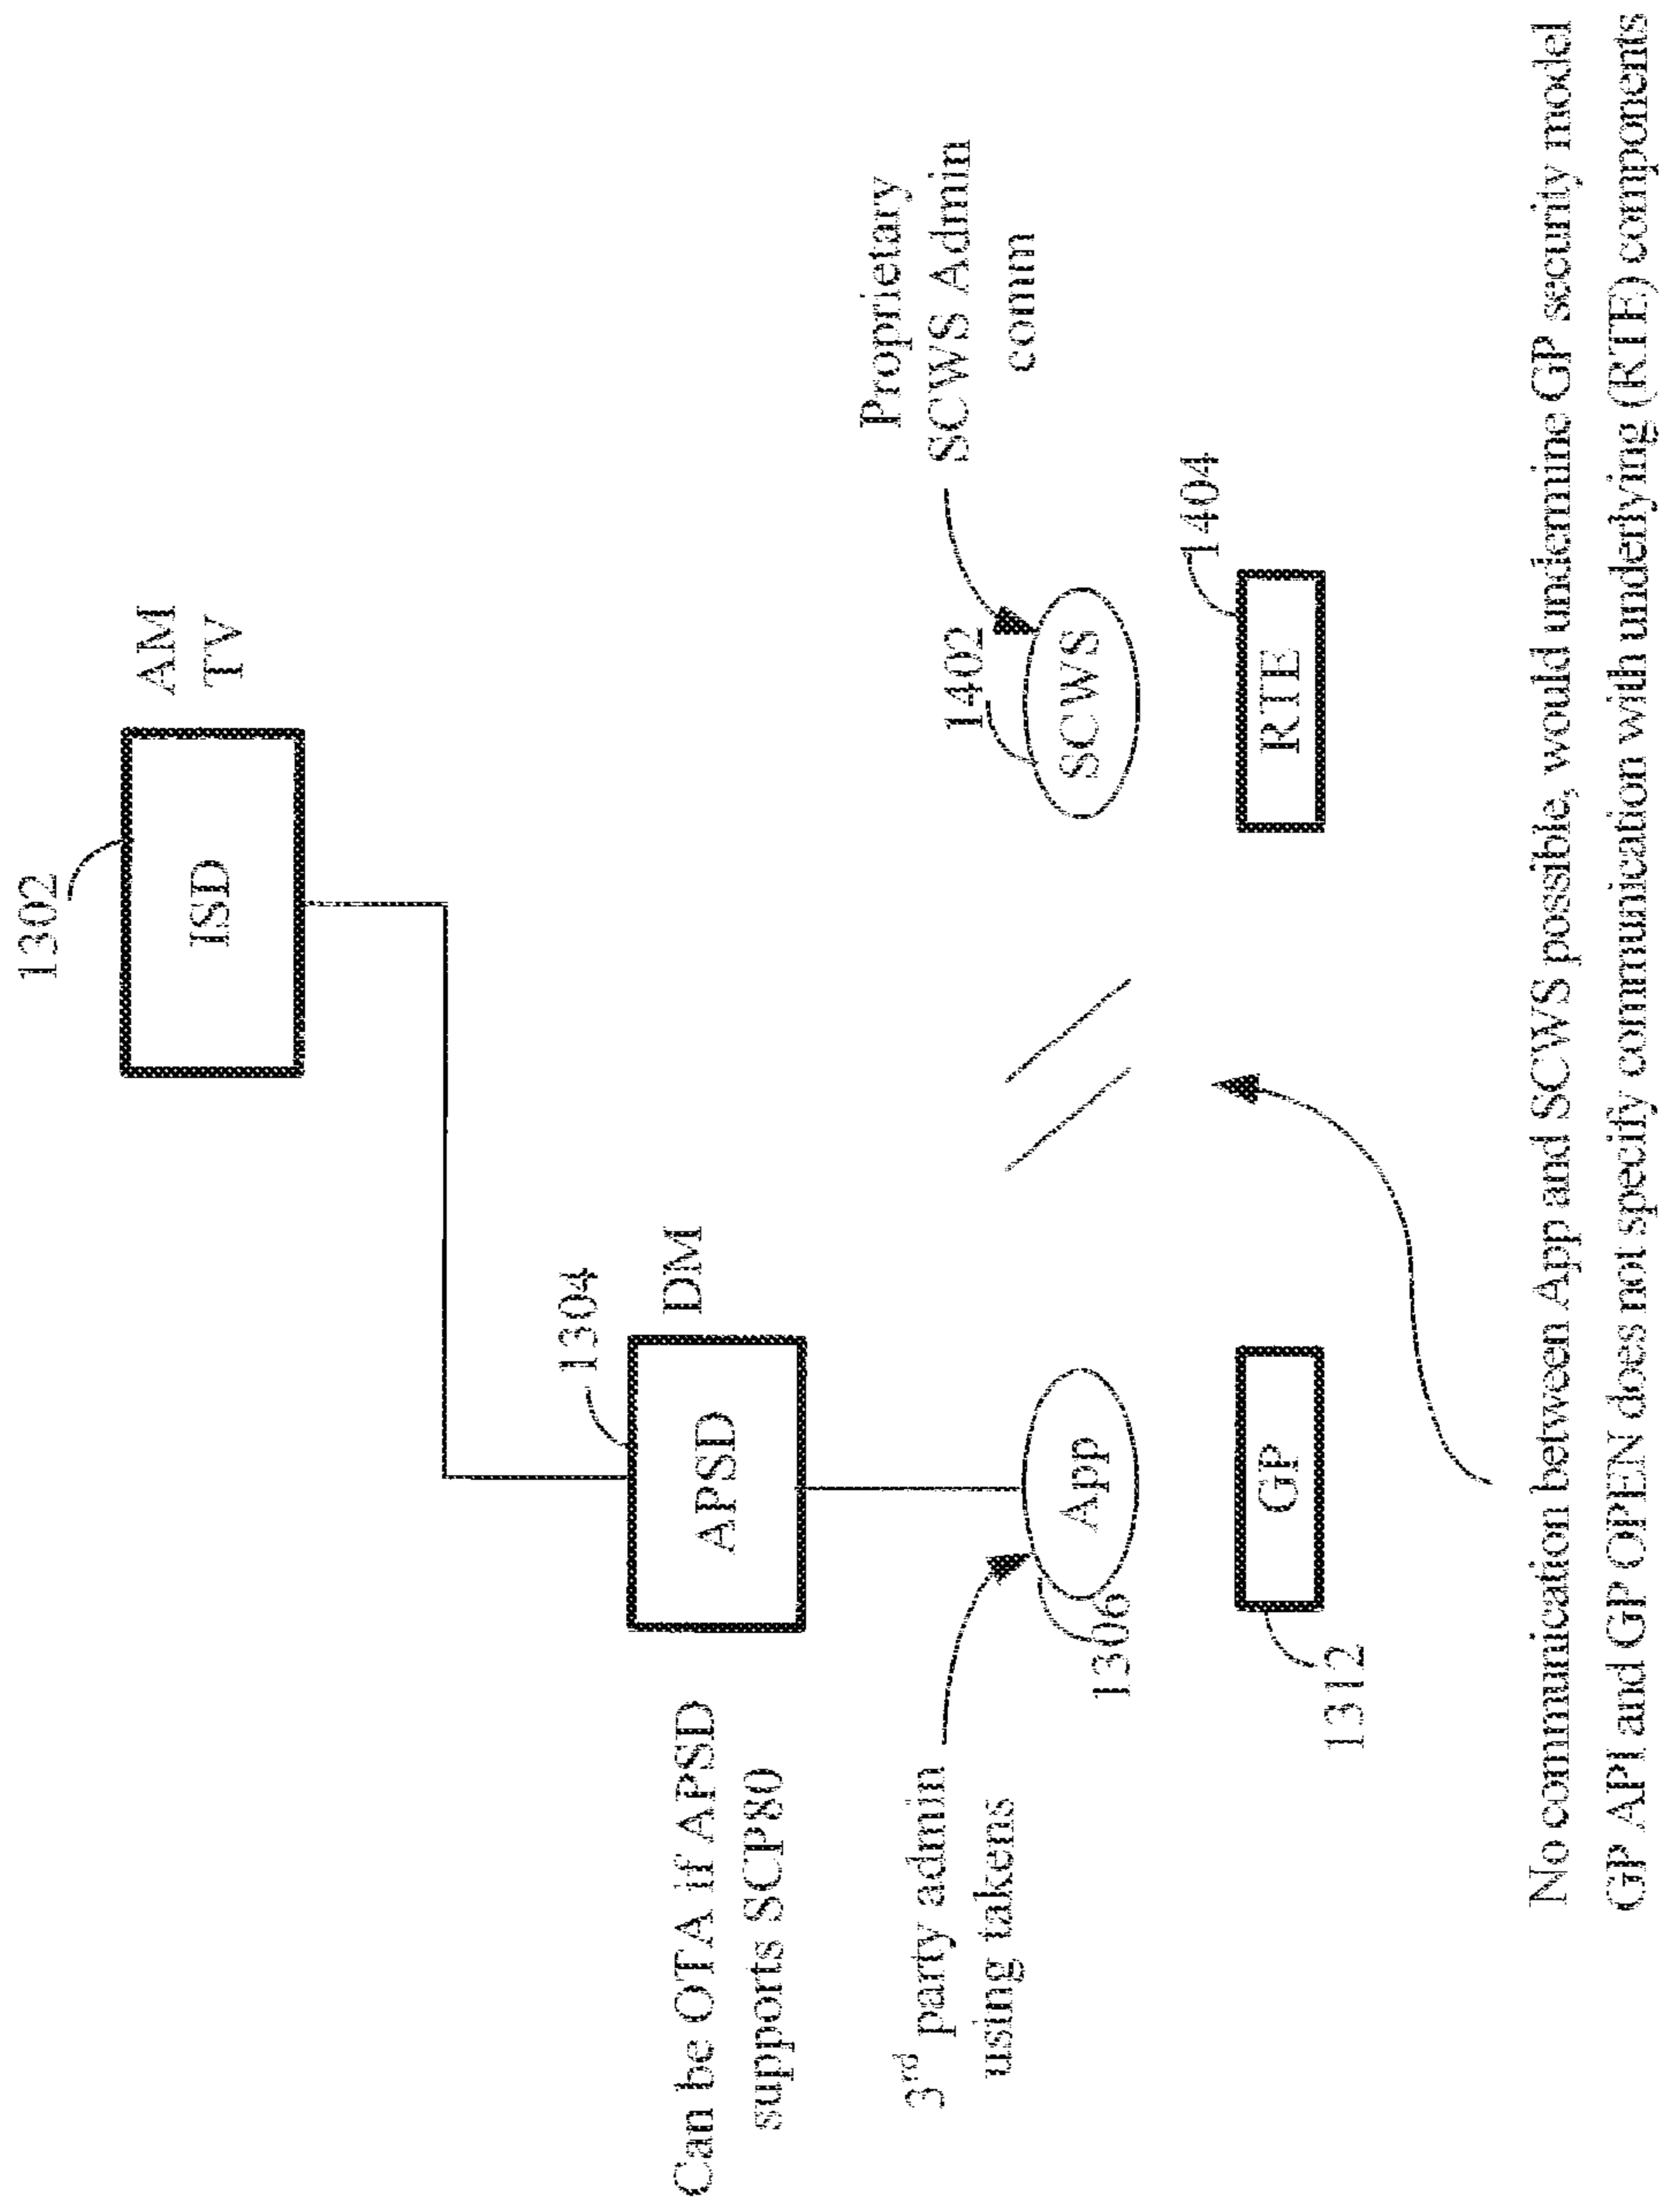 1302
ISD
AM
TV
1304
DM
APSD
Can be OTA if APSD
supports SCP80
3rd party admin
using takens
App
1306
1402
SCWS
Proprietary
SCWS Admin
comm
GP
1312
RTE
1404
No communication between App and SCWS possible, would undermine GP security model
GP API and GP OPEN does not specify communication with underlying (RTE) components